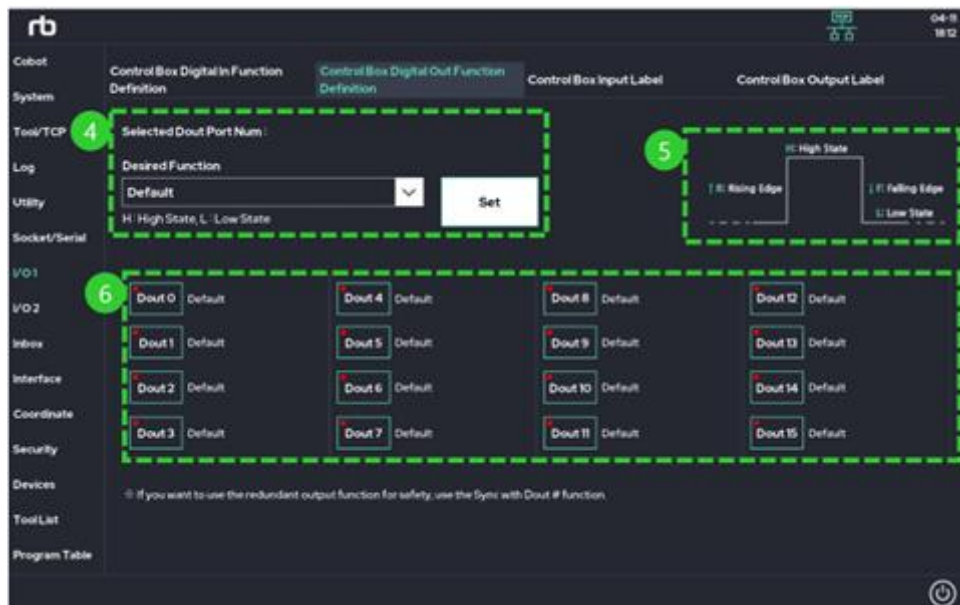 rb
04-11
18:12
Cobot
System
Tool/TCP
Log
Utility
Socket/Serial
I/O 1
I/O 2
Inbox
Interface
Coordinate
Security
Devices
Tool List
Program Table
Control Box Digital In Function
Definition
Control Box Digital Out Function
Definition
Control Box Input Label
Control Box Output Label
4
Selected Dout Port Num :
Desired Function
Default
Set
H: High State, L : Low State
5
H: High State
↑ R: Rising Edge
↓ F: Falling Edge
L: Low State
6
Dout 0 Default
Dout 4 Default
Dout 8 Default
Dout 12 Default
Dout 1 Default
Dout 5 Default
Dout 9 Default
Dout 13 Default
Dout 2 Default
Dout 6 Default
Dout 10 Default
Dout 14 Default
Dout 3 Default
Dout 7 Default
Dout 11 Default
Dout 15 Default
※ If you want to use the redundant output function for safety, use the Sync with Dout # function.